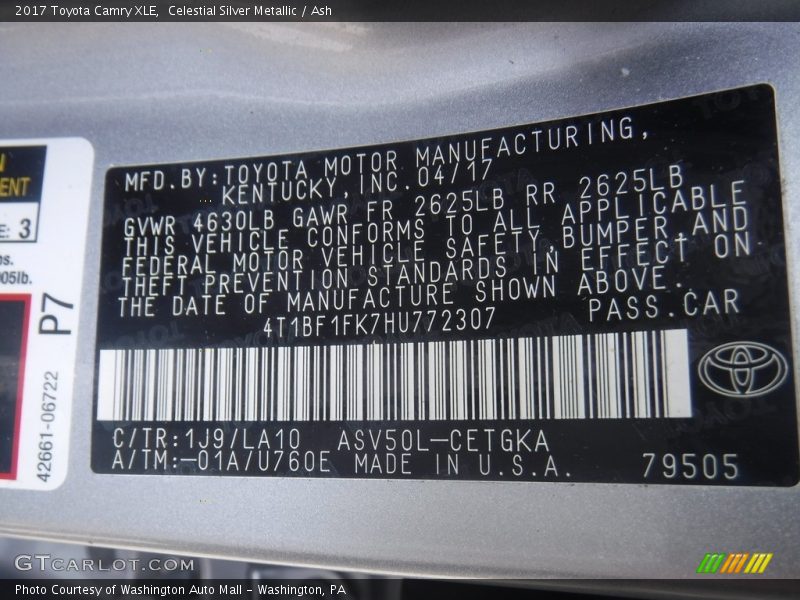 2017 Toyota Camry XLE,  Celestial Silver Metallic / Ash
MFD.BY:TOYOTA MOTOR MANUFACTURING,
KENTUCKY,INC.04/17
GVWR 4630LB GAWR FR 2625LB RR 2625LB
THIS VEHICLE CONFORMS TO ALL APPLICABLE
FEDERAL MOTOR VEHICLE SAFETY,BUMPER,AND
THEFT PREVENTION STANDARDS IN EFFECT ON
THE DATE OF MANUFACTURE SHOWN ABOVE.
4T1BF1FK7HU772307 PASS.CAR
C/TR:1J9/LA10 ASV50L-CETGKA
A/TM:-01A/U760E MADE IN U.S.A. 79505
3
05lb.
P7
42661-06722
GTCARLOT.COM
Photo Courtesy of Washington Auto Mall - Washington, PA